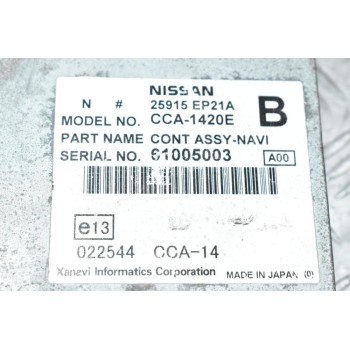 NISSAN
N # 25915 EP21A
MODEL NO. CCA-1420E B
PART NAME CONT ASSY-NAVI
SERIAL NO. 61005003 A00
e13
022544 CCA-14
Xanavi Informatics Corporation MADE IN JAPAN (O)